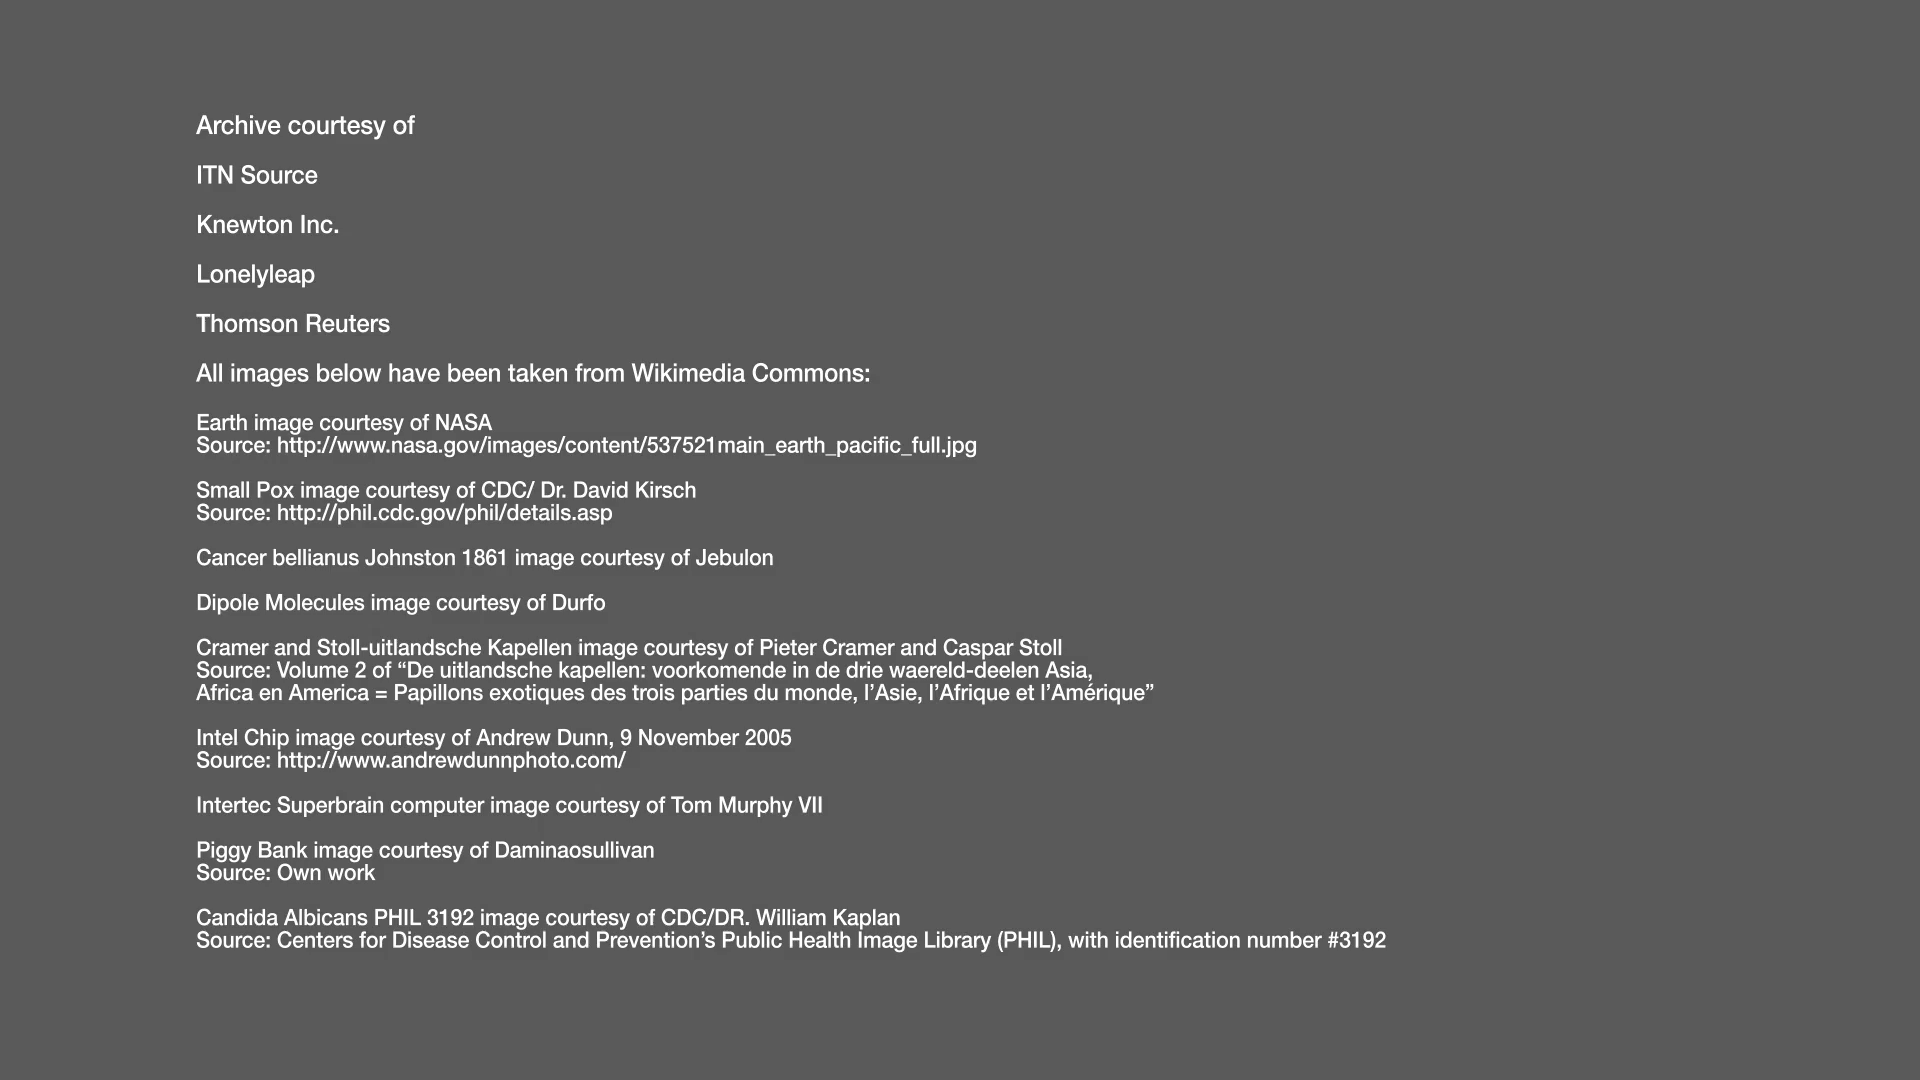 Archive courtesy of
ITN Source
Knewton Inc.
Lonelyleap
Thomson Reuters
All images below have been taken from Wikimedia Commons:
Earth image courtesy of NASA
Source: http://www.nasa.gov/images/content/537521main_earth_pacific_full.jpg
Small Pox image courtesy of CDC/ Dr. David Kirsch
Source: http://phil.cdc.gov/phil/details.asp
Cancer bellianus Johnston 1861 image courtesy of Jebulon
Dipole Molecules image courtesy of Durfo
Cramer and Stoll-uitlandsche Kapellen image courtesy of Pieter Cramer and Caspar Stoll
Source: Volume 2 of “De uitlandsche kapellen: voorkomende in de drie waereld-deelen Asia,
Africa en America = Papillons exotiques des trois parties du monde, l’Asie, l’Afrique et l’Amérique”
Intel Chip image courtesy of Andrew Dunn, 9 November 2005
Source: http://www.andrewdunnphoto.com/
Intertec Superbrain computer image courtesy of Tom Murphy VII
Piggy Bank image courtesy of Daminaosullivan
Source: Own work
Candida Albicans PHIL 3192 image courtesy of CDC/DR. William Kaplan
Source: Centers for Disease Control and Prevention’s Public Health Image Library (PHIL), with identification number #3192